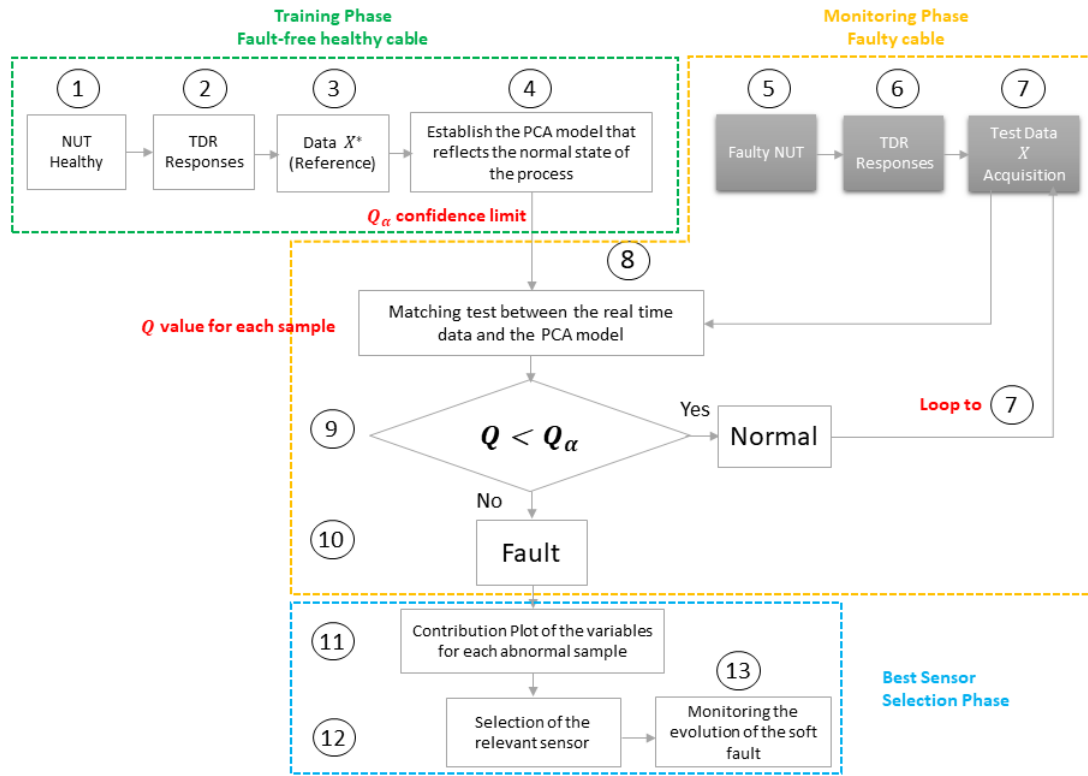 Training Phase
Fault-free healthy cable
Monitoring Phase
Faulty cable
1
2
3
4
5
6
7
NUT
Healthy
TDR
Responses
Data X*
(Reference)
Establish the PCA model that
reflects the normal state of
the process
Faulty NUT
TDR
Responses
Test Data
X
Acquisition
Qα confidence limit
8
Matching test between the real time
data and the PCA model
Q value for each sample
9
Q < Qα
Yes
Normal
Loop to 7
No
10
Fault
11
Contribution Plot of the variables
for each abnormal sample
Best Sensor
Selection Phase
12
Selection of the
relevant sensor
13
Monitoring the
evolution of the soft
fault